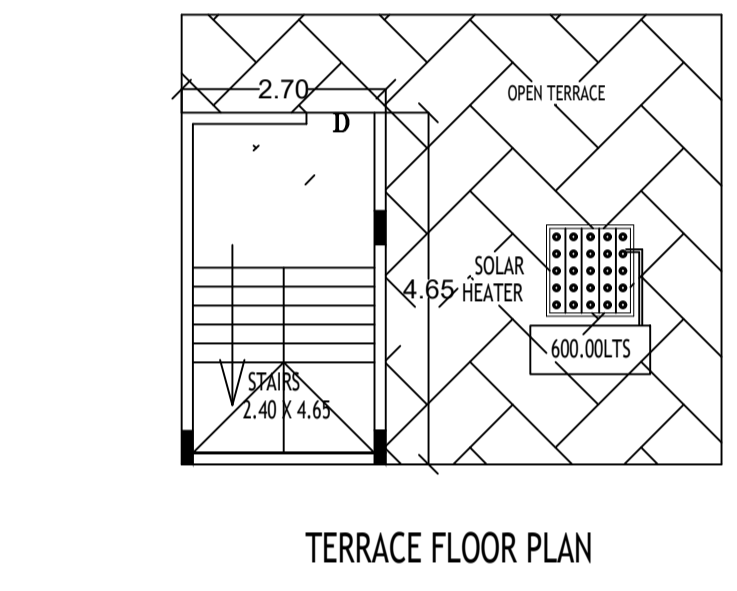 2.70
D
OPEN TERRACE
SOLAR
HEATER
4.65
600.00LTS
STAIRS
2.40 X 4.65
TERRACE FLOOR PLAN